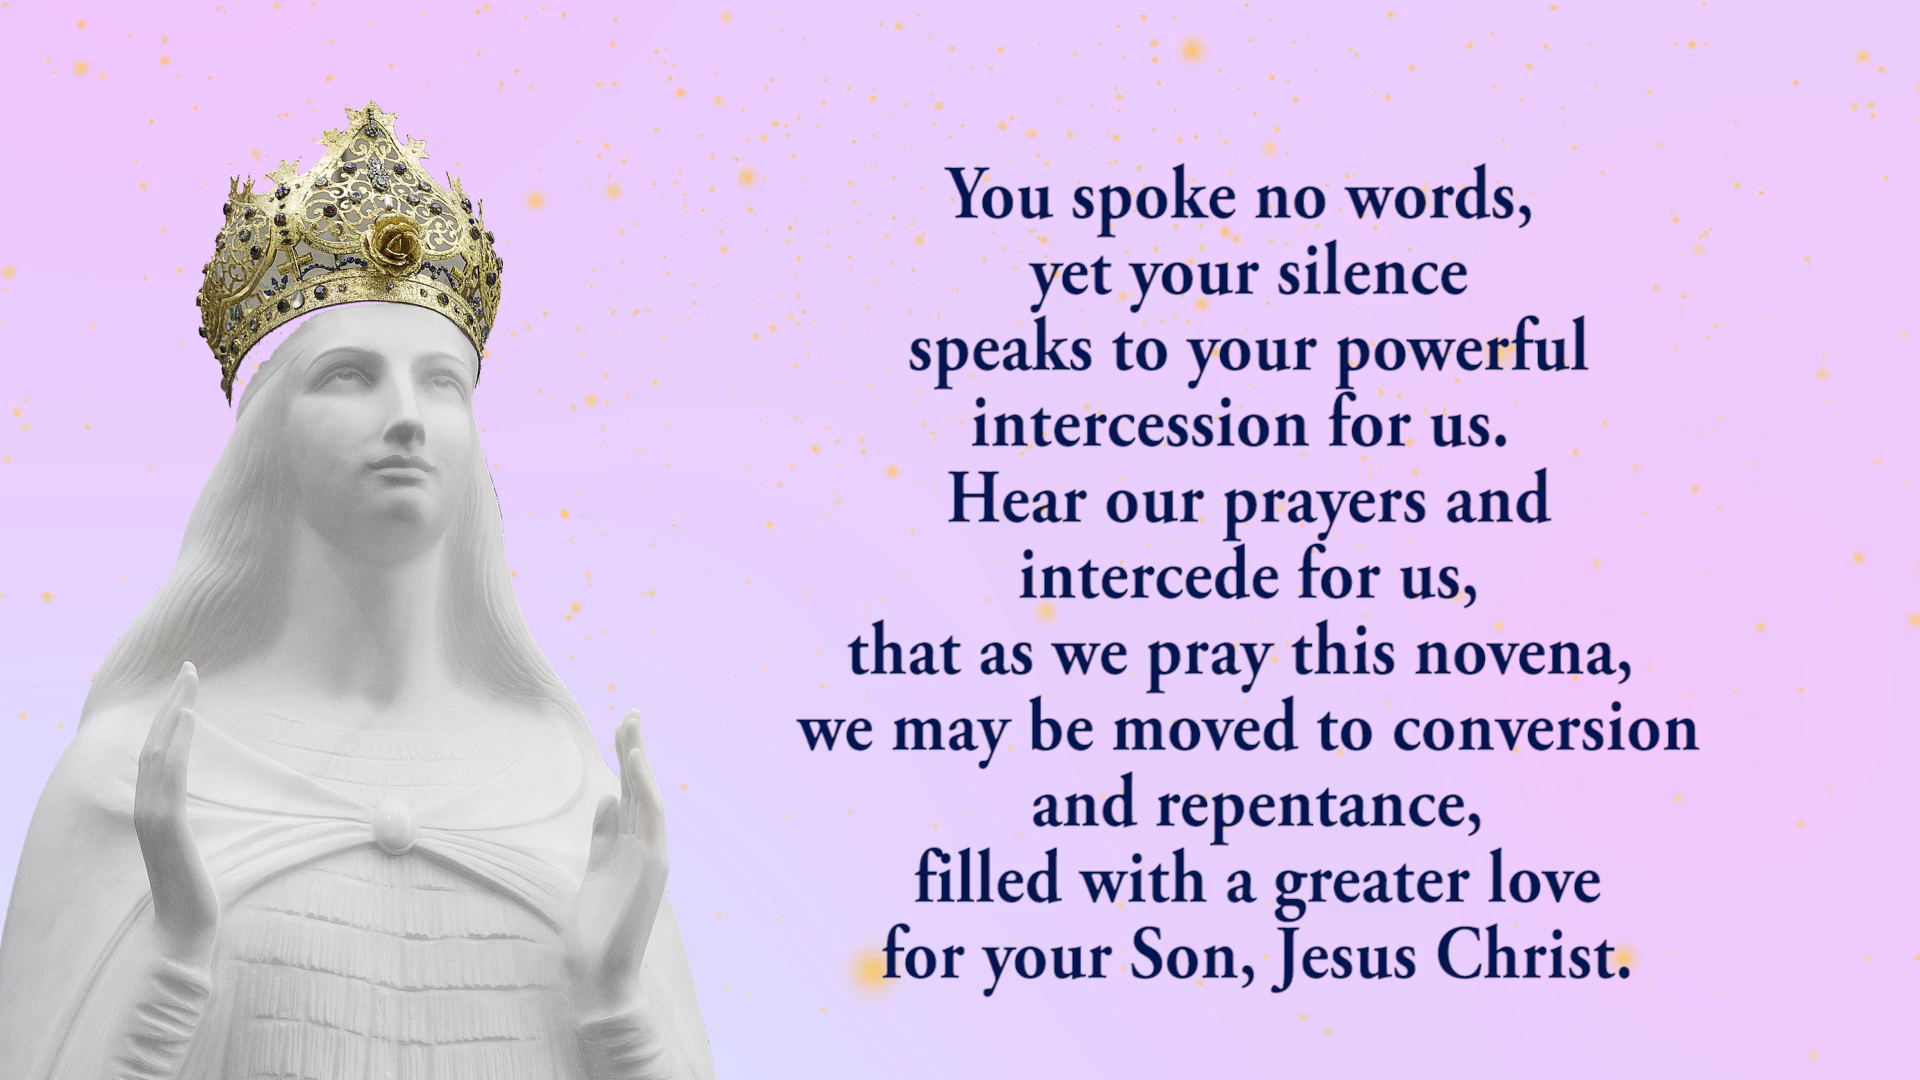 You spoke no words,
yet your silence
speaks to your powerful
intercession for us.
Hear our prayers and
intercede for us,
that as we pray this novena,
we may be moved to conversion
and repentance,
filled with a greater love
for your Son, Jesus Christ.